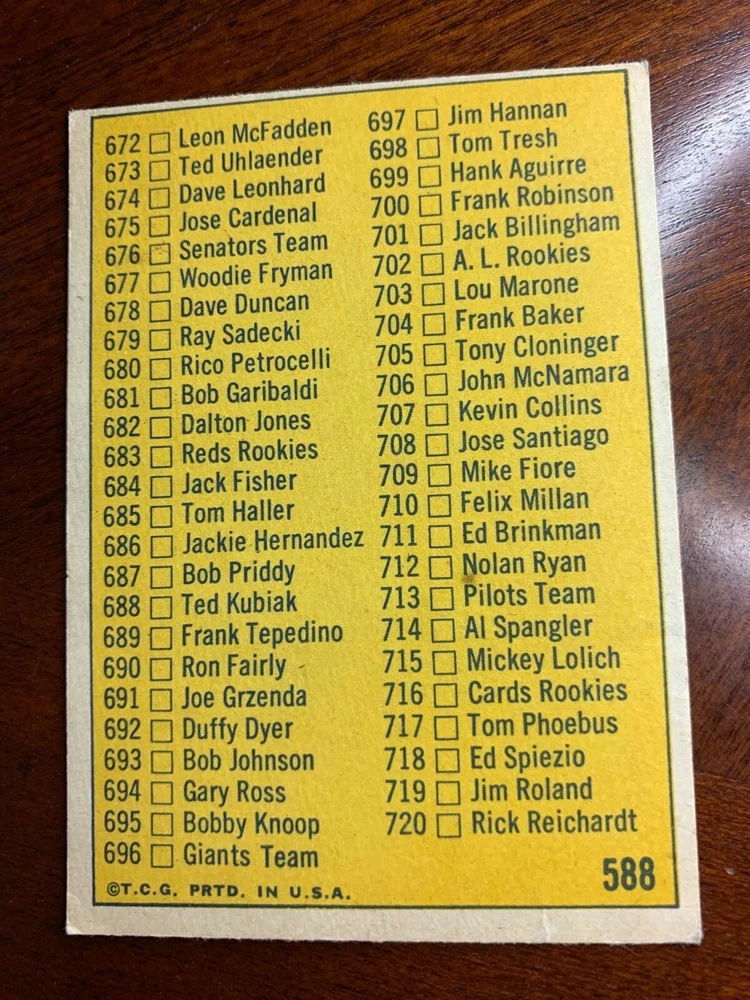 672 Leon McFadden
673 Ted Uhlaender
674 Dave Leonhard
675 Jose Cardenal
676 Senators Team
677 Woodie Fryman
678 Dave Duncan
679 Ray Sadecki
680 Rico Petrocelli
681 Bob Garibaldi
682 Dalton Jones
683 Reds Rookies
684 Jack Fisher
685 Tom Haller
686 Jackie Hernandez
687 Bob Priddy
688 Ted Kubiak
689 Frank Tepedino
690 Ron Fairly
691 Joe Grzenda
692 Duffy Dyer
693 Bob Johnson
694 Gary Ross
695 Bobby Knoop
696 Giants Team
697 Jim Hannan
698 Tom Tresh
699 Hank Aguirre
700 Frank Robinson
701 Jack Billingham
702 A. L. Rookies
703 Lou Marone
704 Frank Baker
705 Tony Cloninger
706 John McNamara
707 Kevin Collins
708 Jose Santiago
709 Mike Fiore
710 Felix Millan
711 Ed Brinkman
712 Nolan Ryan
713 Pilots Team
714 Al Spangler
715 Mickey Lolich
716 Cards Rookies
717 Tom Phoebus
718 Ed Spiezio
719 Jim Roland
720 Rick Reichardt
©T.C.G. PRTD. IN U.S.A.
588